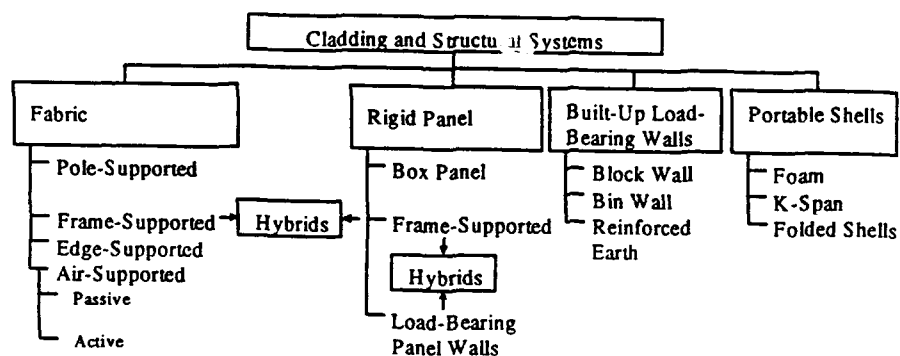 Cladding and Structural Systems
Fabric
Pole-Supported
Frame-Supported
Edge-Supported
Air-Supported
Passive
Active
Hybrids
Rigid Panel
Box Panel
Frame-Supported
Hybrids
Load-Bearing
Panel Walls
Built-Up Load-
Bearing Walls
Block Wall
Bin Wall
Reinforced
Earth
Portable Shells
Foam
K-Span
Folded Shells